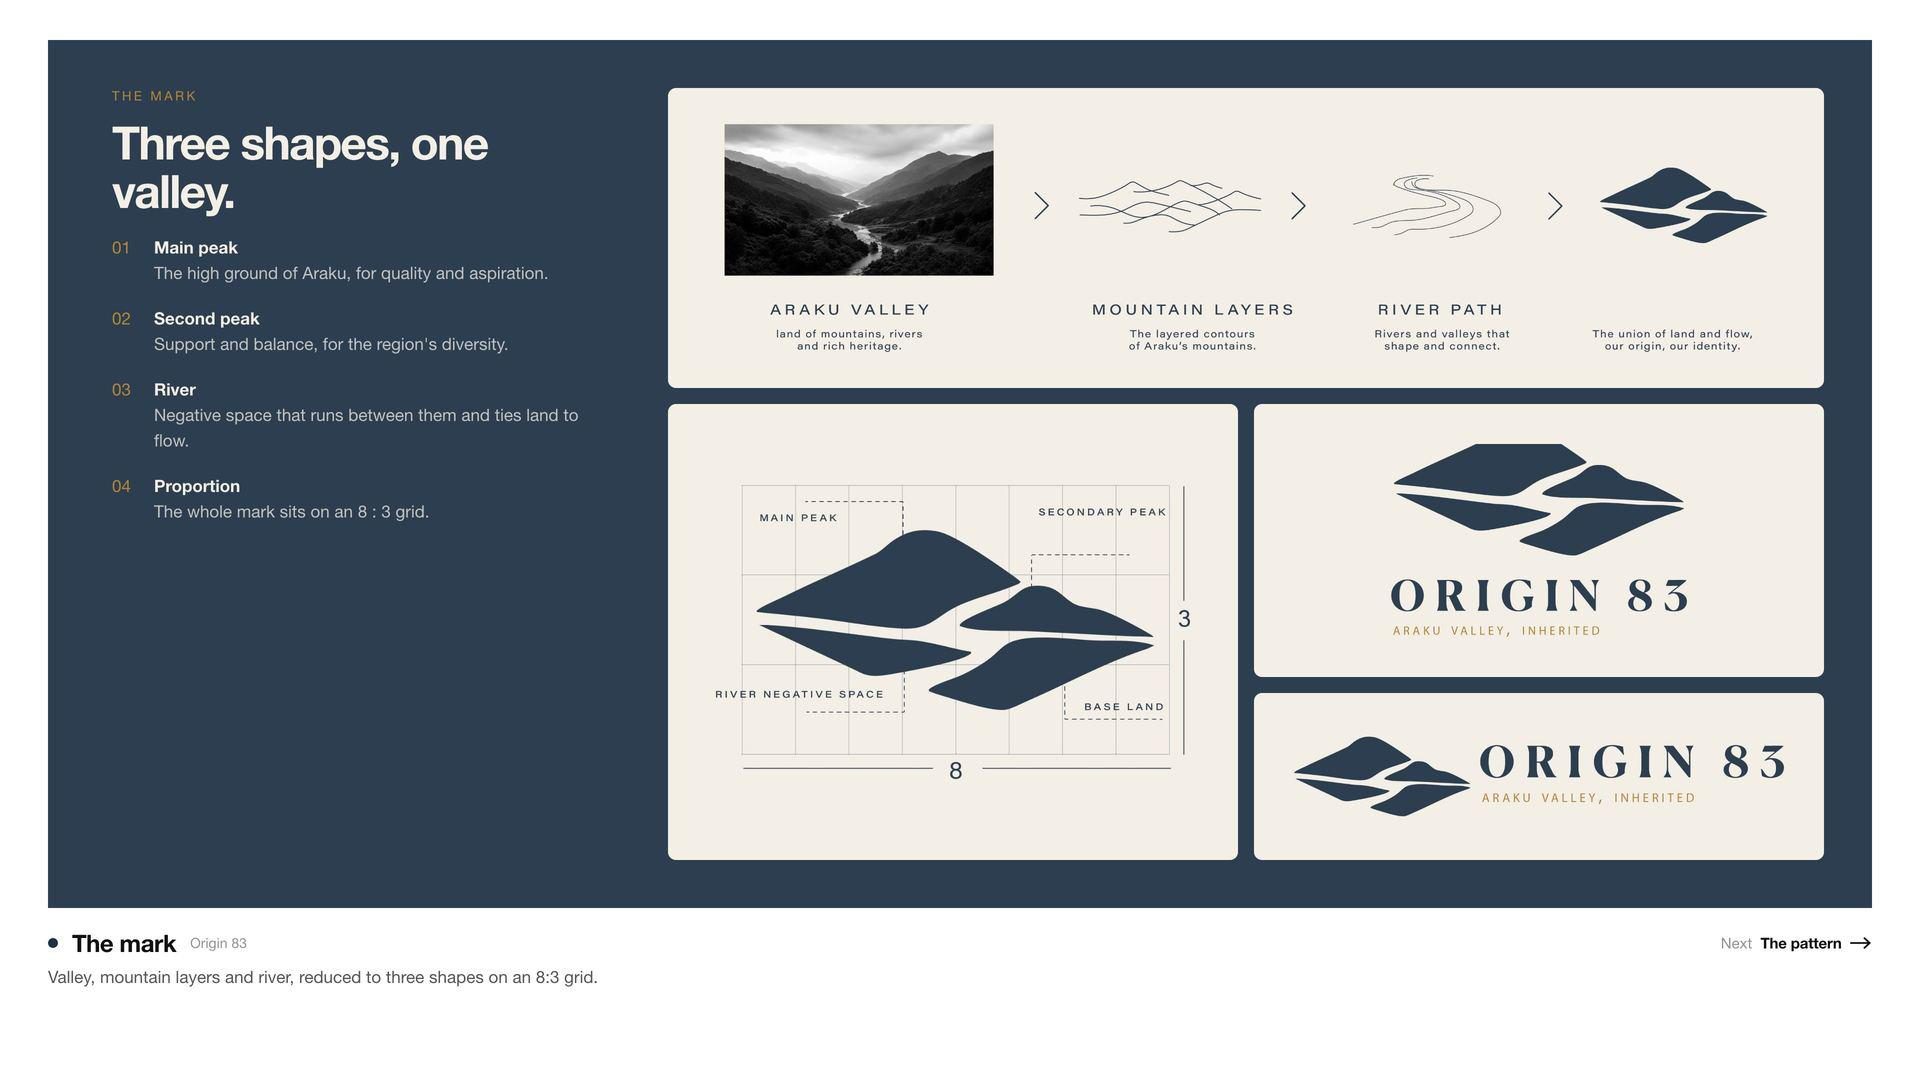 THE MARK
Three shapes, one
valley.
01 Main peak
The high ground of Araku, for quality and aspiration.
02 Second peak
Support and balance, for the region's diversity.
03 River
Negative space that runs between them and ties land to
flow.
04 Proportion
The whole mark sits on an 8 : 3 grid.
ARAKU VALLEY
land of mountains, rivers
and rich heritage.
MOUNTAIN LAYERS
The layered contours
of Araku’s mountains.
RIVER PATH
Rivers and valleys that
shape and connect.
The union of land and flow,
our origin, our identity.
MAIN PEAK
SECONDARY PEAK
3
RIVER NEGATIVE SPACE
BASE LAND
8
ORIGIN 83
ARAKU VALLEY, INHERITED
ORIGIN 83
ARAKU VALLEY, INHERITED
The mark Origin 83
Next The pattern
Valley, mountain layers and river, reduced to three shapes on an 8:3 grid.